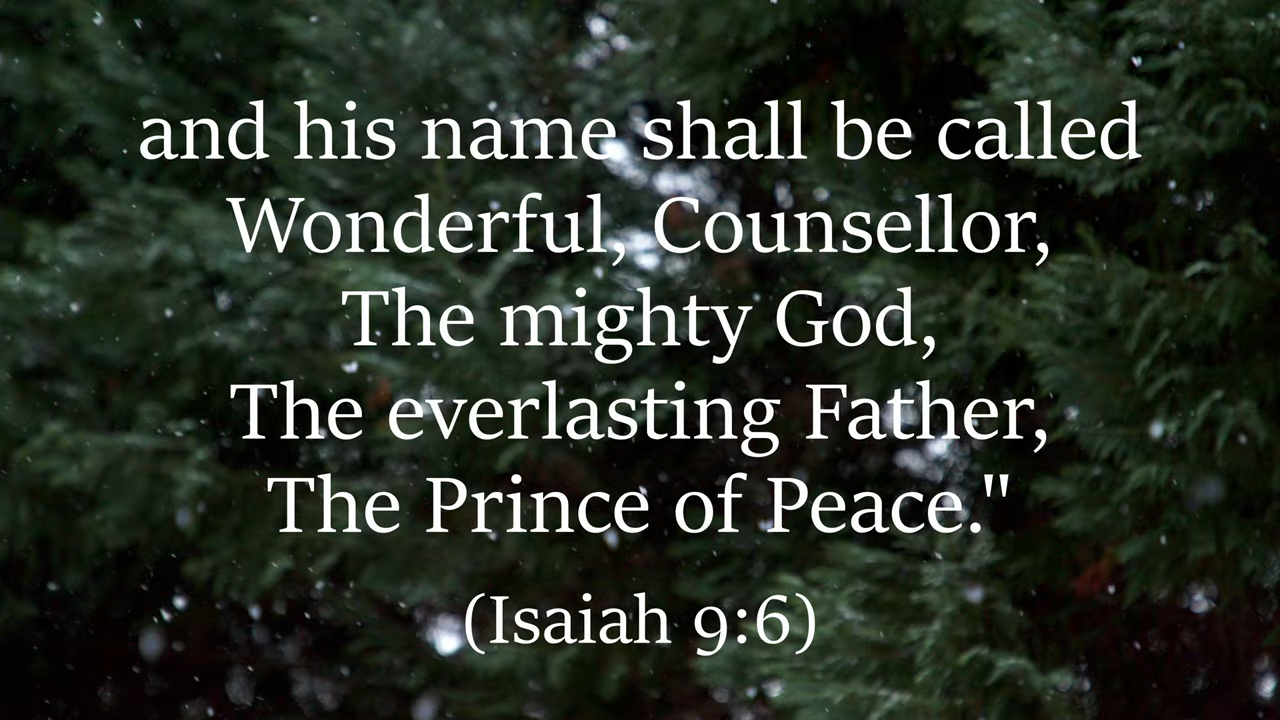 and his name shall be called
Wonderful, Counsellor,
The mighty God,
The everlasting Father,
The Prince of Peace."
(Isaiah 9:6)